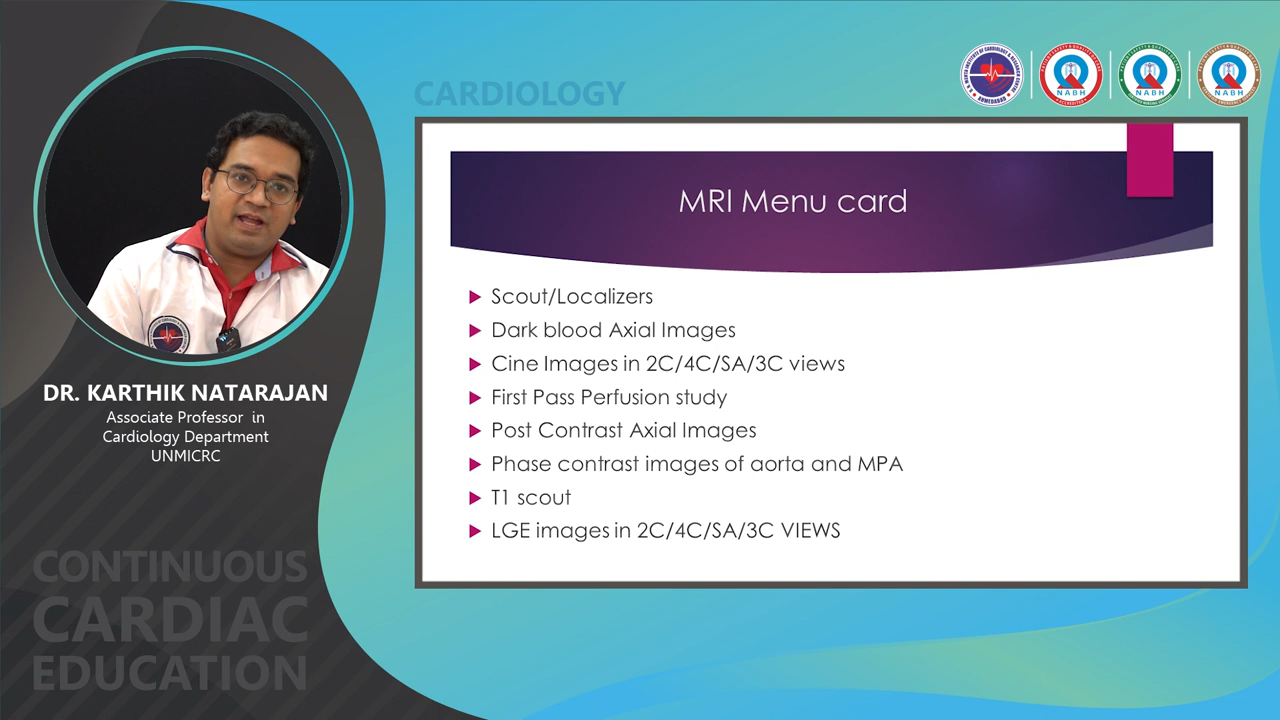 CARDIOLOGY
NABH
NABH
NABH
MRI Menu card
Scout/Localizers
Dark blood Axial Images
Cine Images in 2C/4C/SA/3C views
First Pass Perfusion study
Post Contrast Axial Images
Phase contrast images of aorta and MPA
T1 scout
LGE images in 2C/4C/SA/3C VIEWS
DR. KARTHIK NATARAJAN
Associate Professor in
Cardiology Department
UNMICRC
CONTINUOUS
CARDIAC
EDUCATION